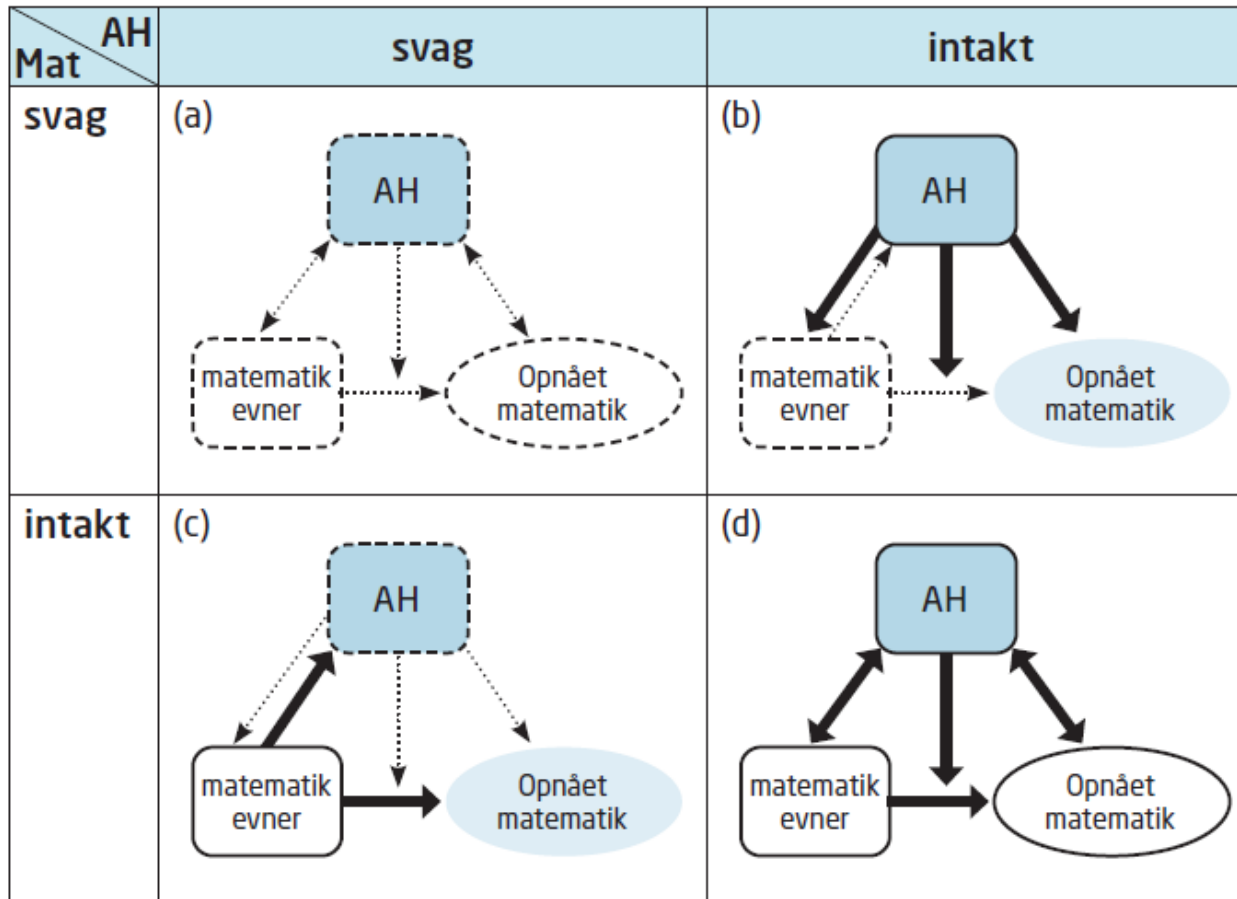 AH
Mat
svag
intakt
svag
(a)
AH
matematik
evner
Opnået
matematik
(b)
AH
matematik
evner
Opnået
matematik
intakt
(c)
AH
matematik
evner
Opnået
matematik
(d)
AH
matematik
evner
Opnået
matematik